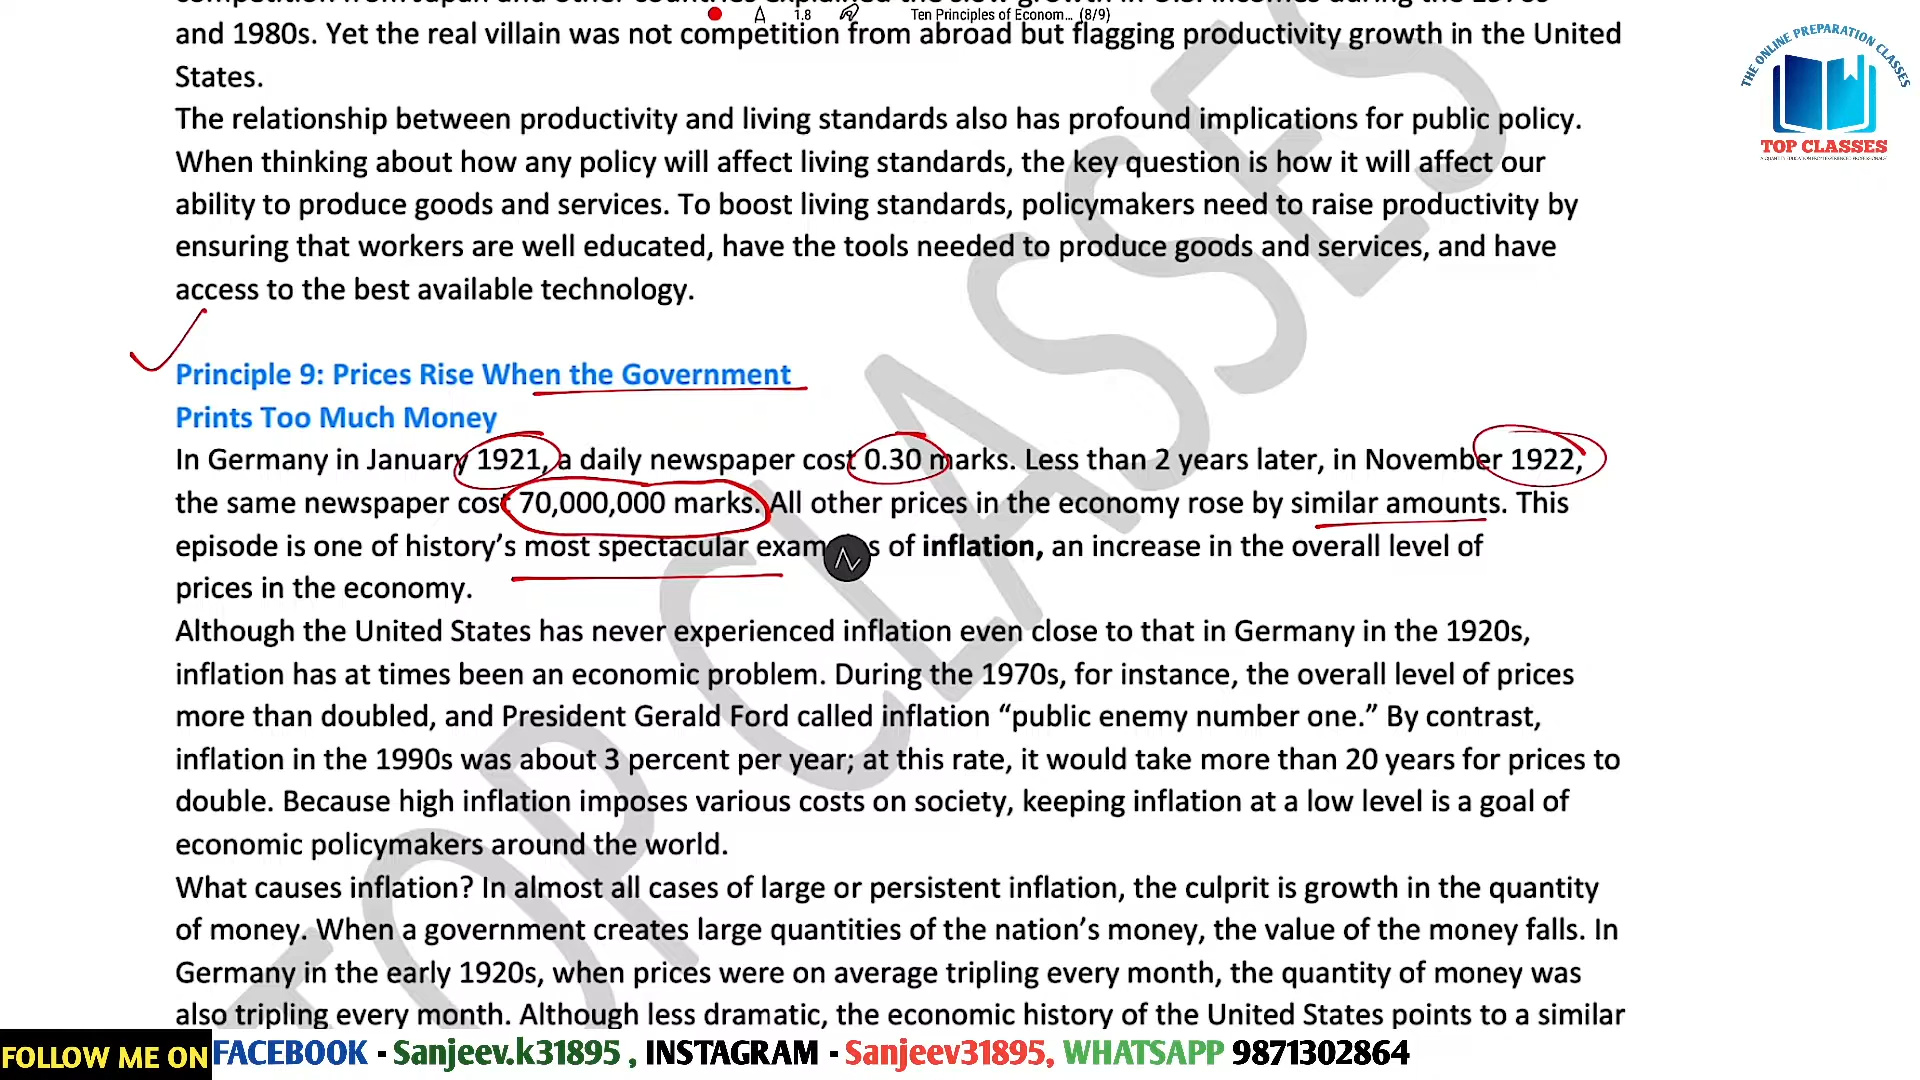 Ten Principles of Econom... (8/9)
1.8
and 1980s. Yet the real villain was not competition from abroad but flagging productivity growth in the United
States.
The relationship between productivity and living standards also has profound implications for public policy.
When thinking about how any policy will affect living standards, the key question is how it will affect our
ability to produce goods and services. To boost living standards, policymakers need to raise productivity by
ensuring that workers are well educated, have the tools needed to produce goods and services, and have
access to the best available technology.
Principle 9: Prices Rise When the Government
Prints Too Much Money
In Germany in January 1921, a daily newspaper cost 0.30 marks. Less than 2 years later, in November 1922,
the same newspaper cost 70,000,000 marks. All other prices in the economy rose by similar amounts. This
episode is one of history's most spectacular exam s of inflation, an increase in the overall level of
prices in the economy.
Although the United States has never experienced inflation even close to that in Germany in the 1920s,
inflation has at times been an economic problem. During the 1970s, for instance, the overall level of prices
more than doubled, and President Gerald Ford called inflation “public enemy number one.” By contrast,
inflation in the 1990s was about 3 percent per year; at this rate, it would take more than 20 years for prices to
double. Because high inflation imposes various costs on society, keeping inflation at a low level is a goal of
economic policymakers around the world.
What causes inflation? In almost all cases of large or persistent inflation, the culprit is growth in the quantity
of money. When a government creates large quantities of the nation's money, the value of the money falls. In
Germany in the early 1920s, when prices were on average tripling every month, the quantity of money was
also tripling every month. Although less dramatic, the economic history of the United States points to a similar
TOP CLASSES
THE ONLINE PREPARATION CLASSES
TOP CLASSES
FOLLOW ME ON FACEBOOK - Sanjeev.k31895 , INSTAGRAM - Sanjeev31895, WHATSAPP 9871302864